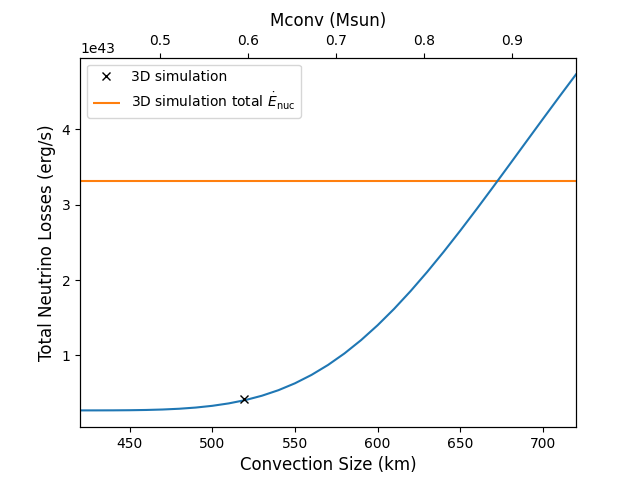 Mconv (Msun)
0.5 0.6 0.7 0.8 0.9
1e43
3D simulation
3D simulation total Ėnuc
4
3
2
1
Total Neutrino Losses (erg/s)
450 500 550 600 650 700
Convection Size (km)